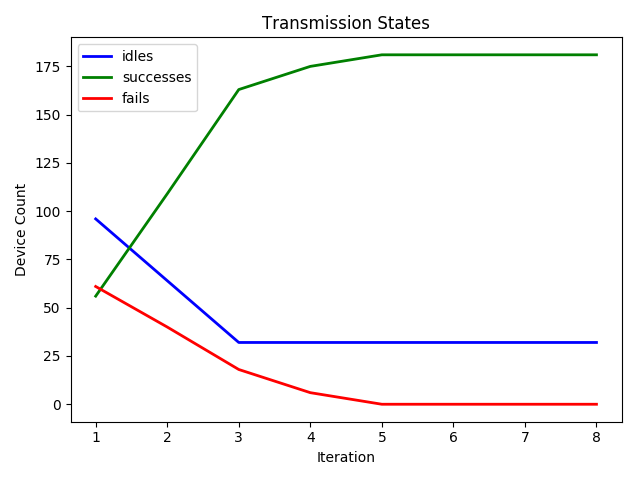 Transmission States
idles
successes
fails
Device Count
175
150
125
100
75
50
25
0
1 2 3 4 5 6 7 8
Iteration